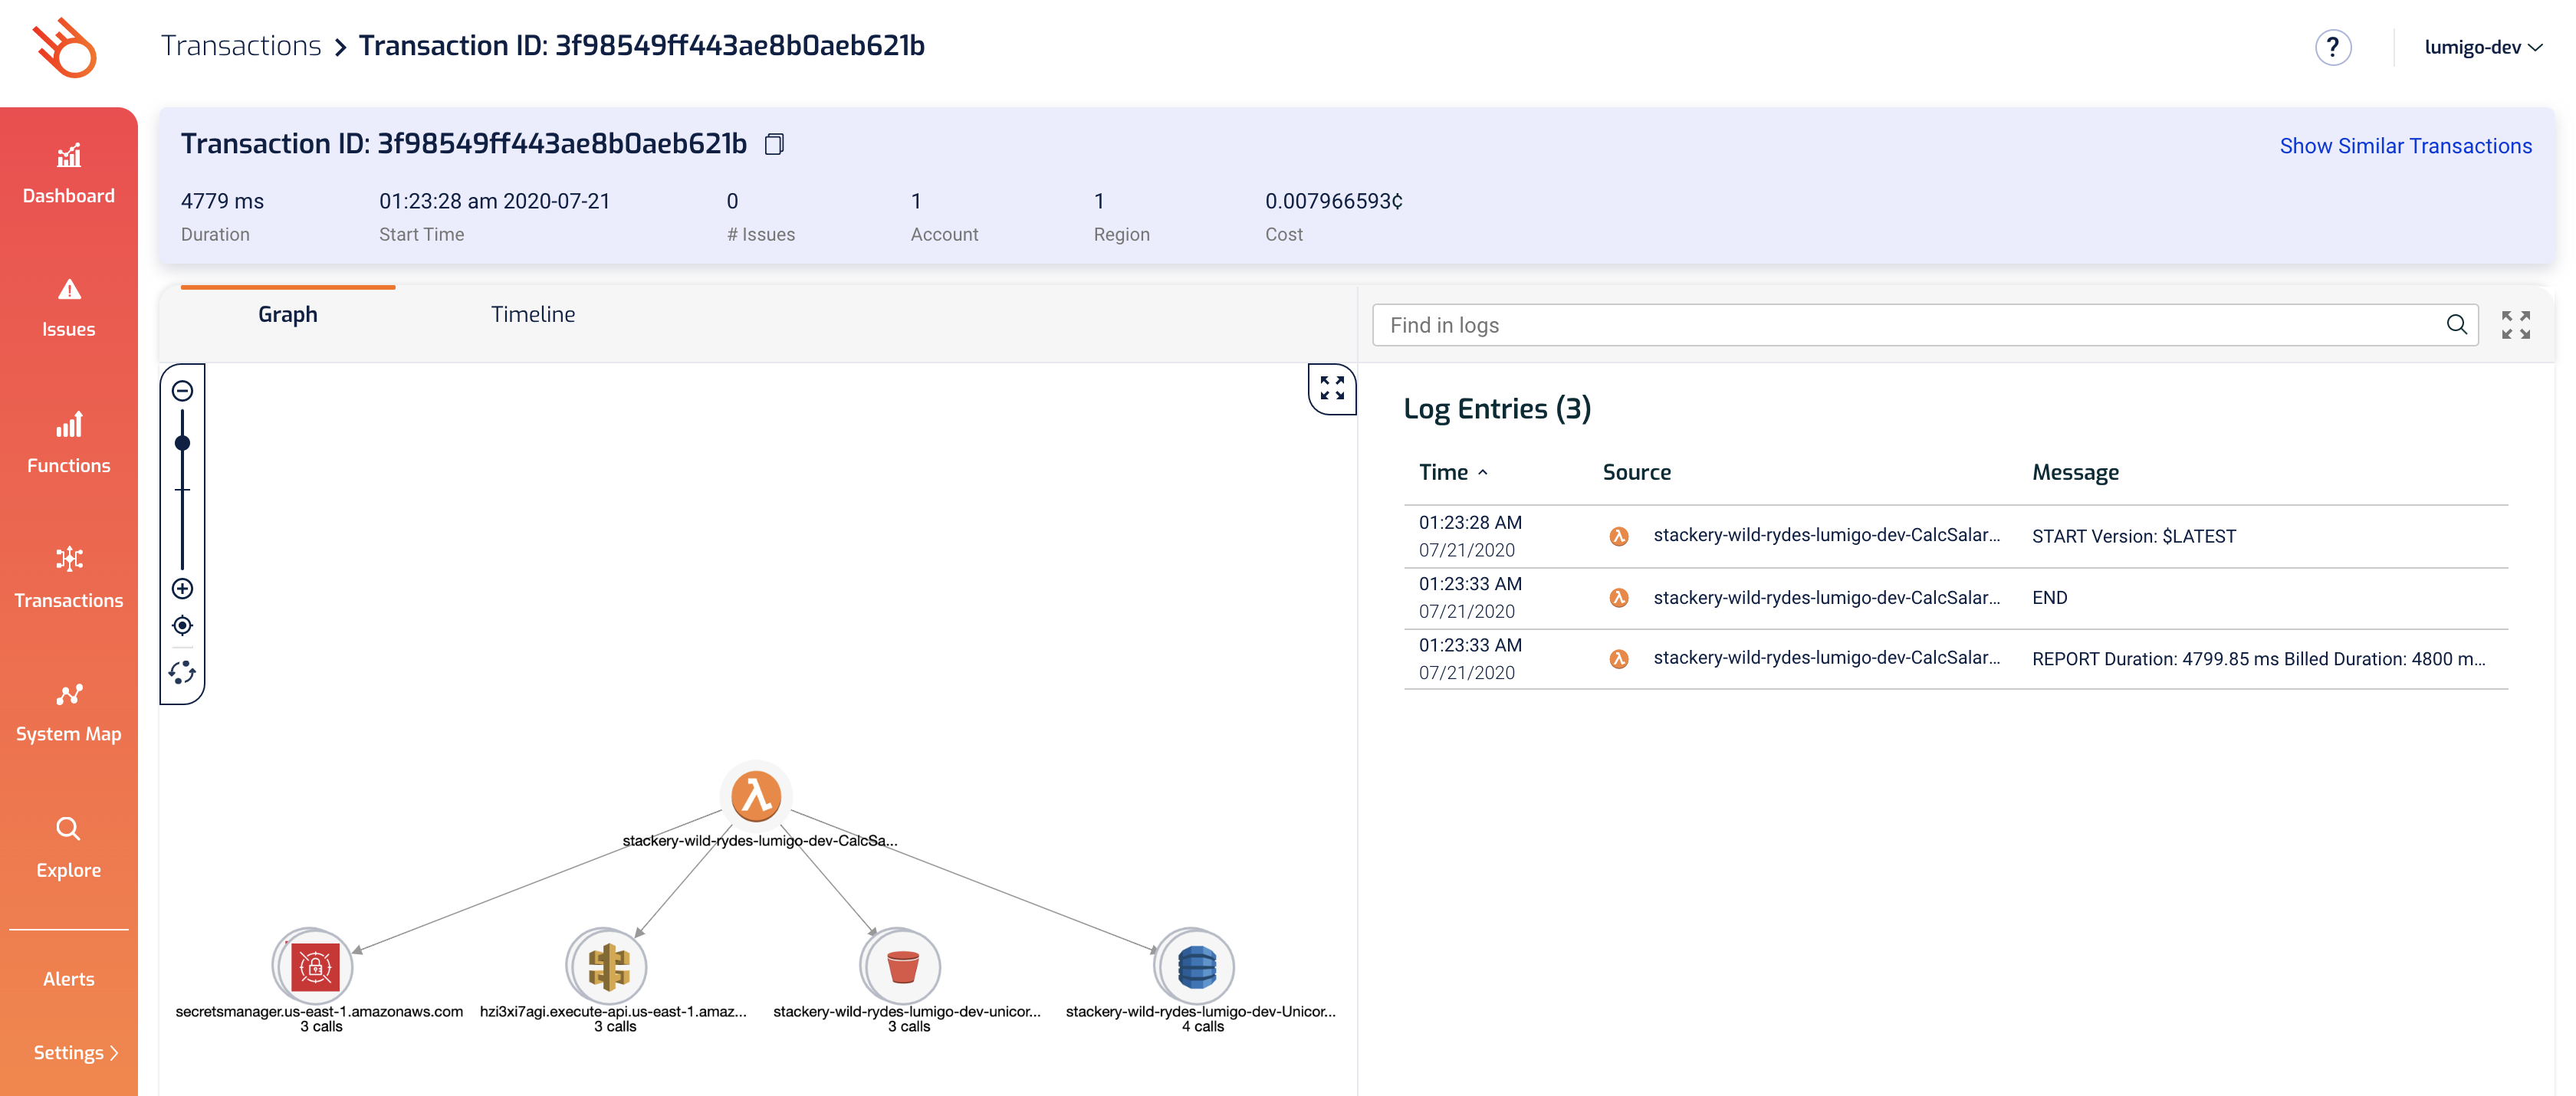 Transactions > Transaction ID: 3f98549ff443ae8b0aeb621b
? lumigo-dev
Dashboard
Issues
Functions
Transactions
System Map
Explore
Alerts
Settings >
Transaction ID: 3f98549ff443ae8b0aeb621b
Show Similar Transactions
4779 ms 01:23:28 am 2020-07-21 0 1 1 0.007966593¢
Duration Start Time # Issues Account Region Cost
Graph Timeline
stackery-wild-rydes-lumigo-dev-CalcSa...
secretsmanager.us-east-1.amazonaws.com hzi3xi7agi.execute-api.us-east-1.amaz... stackery-wild-rydes-lumigo-dev-unicor... stackery-wild-rydes-lumigo-dev-Unicor...
3 calls 3 calls 3 calls 4 calls
Find in logs
Log Entries (3)
Time Source Message
01:23:28 AM
07/21/2020
stackery-wild-rydes-lumigo-dev-CalcSalar... START Version: $LATEST
01:23:33 AM
07/21/2020
stackery-wild-rydes-lumigo-dev-CalcSalar... END
01:23:33 AM
07/21/2020
stackery-wild-rydes-lumigo-dev-CalcSalar... REPORT Duration: 4799.85 ms Billed Duration: 4800 m...